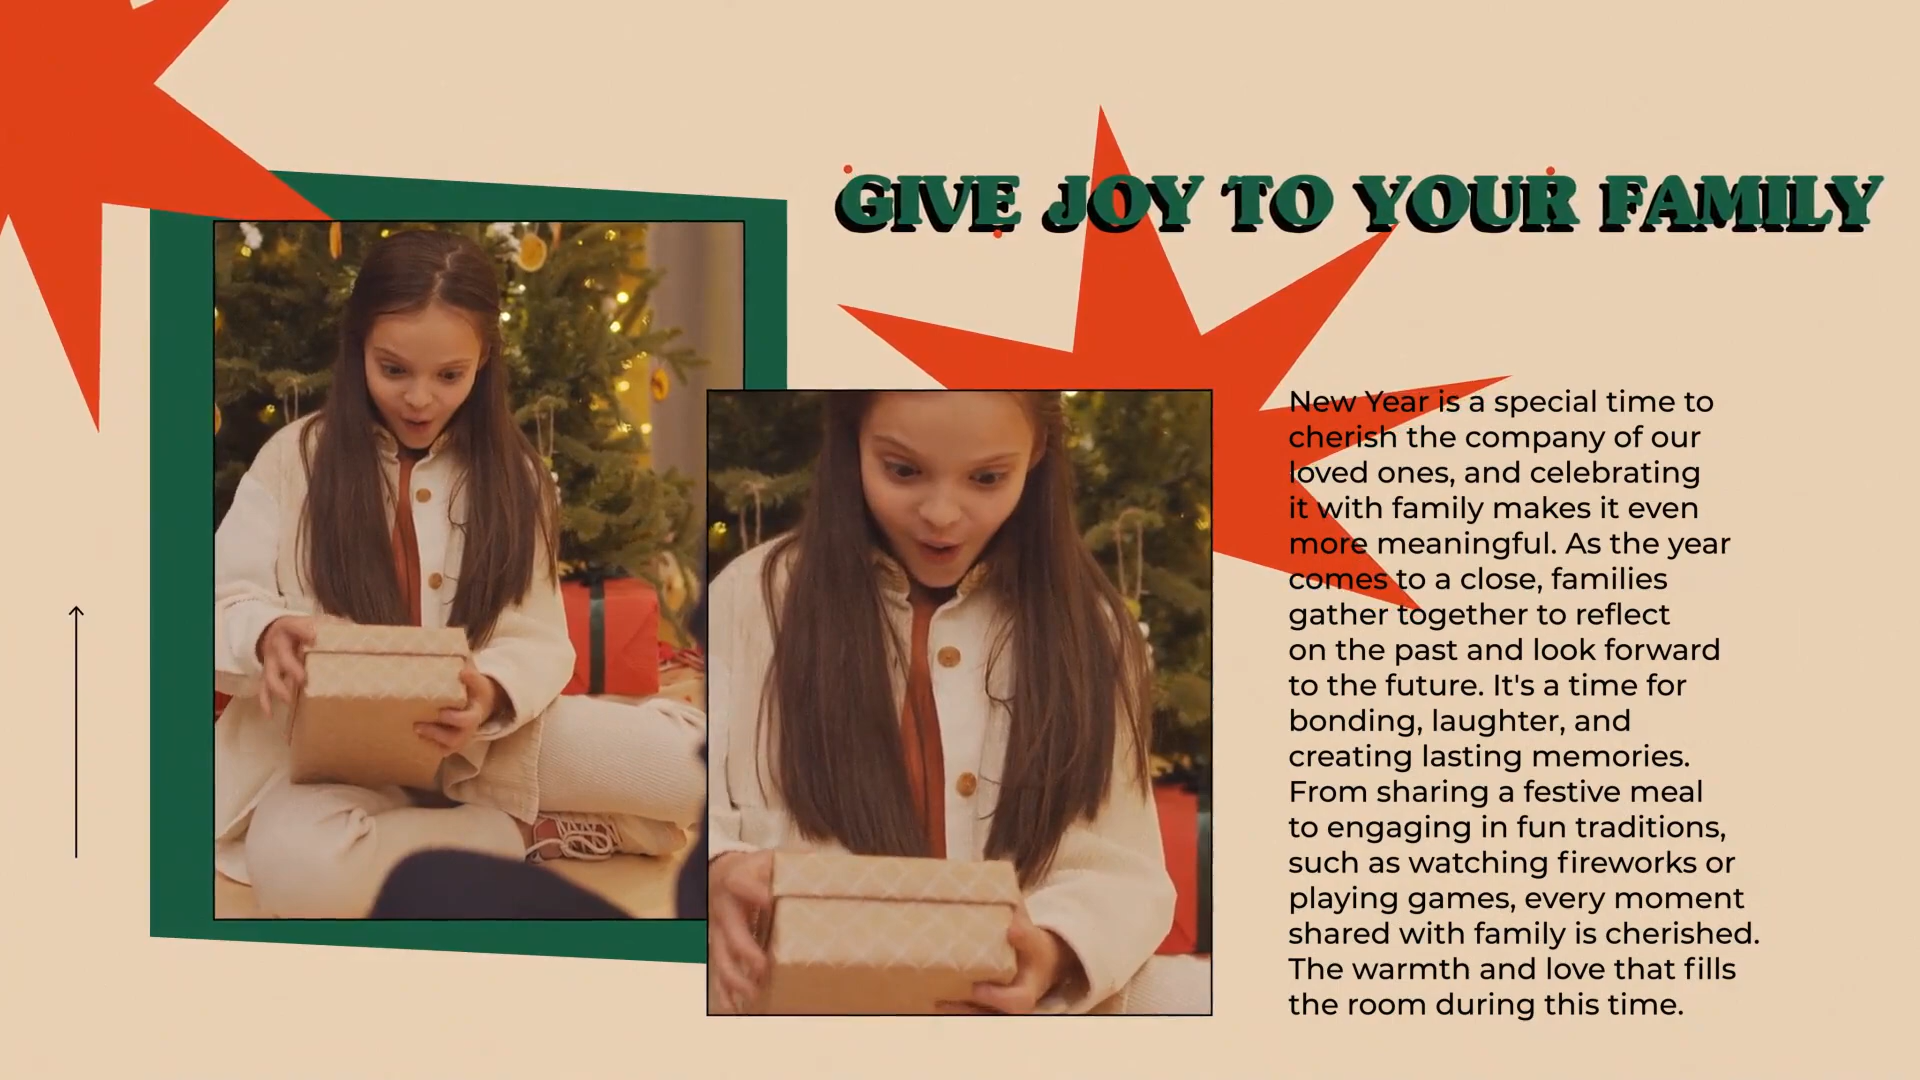 GIVE JOY TO YOUR FAMILY
New Year is a special time to
cherish the company of our
loved ones, and celebrating
it with family makes it even
more meaningful. As the year
comes to a close, families
gather together to reflect
on the past and look forward
to the future. It's a time for
bonding, laughter, and
creating lasting memories.
From sharing a festive meal
to engaging in fun traditions,
such as watching fireworks or
playing games, every moment
shared with family is cherished.
The warmth and love that fills
the room during this time.